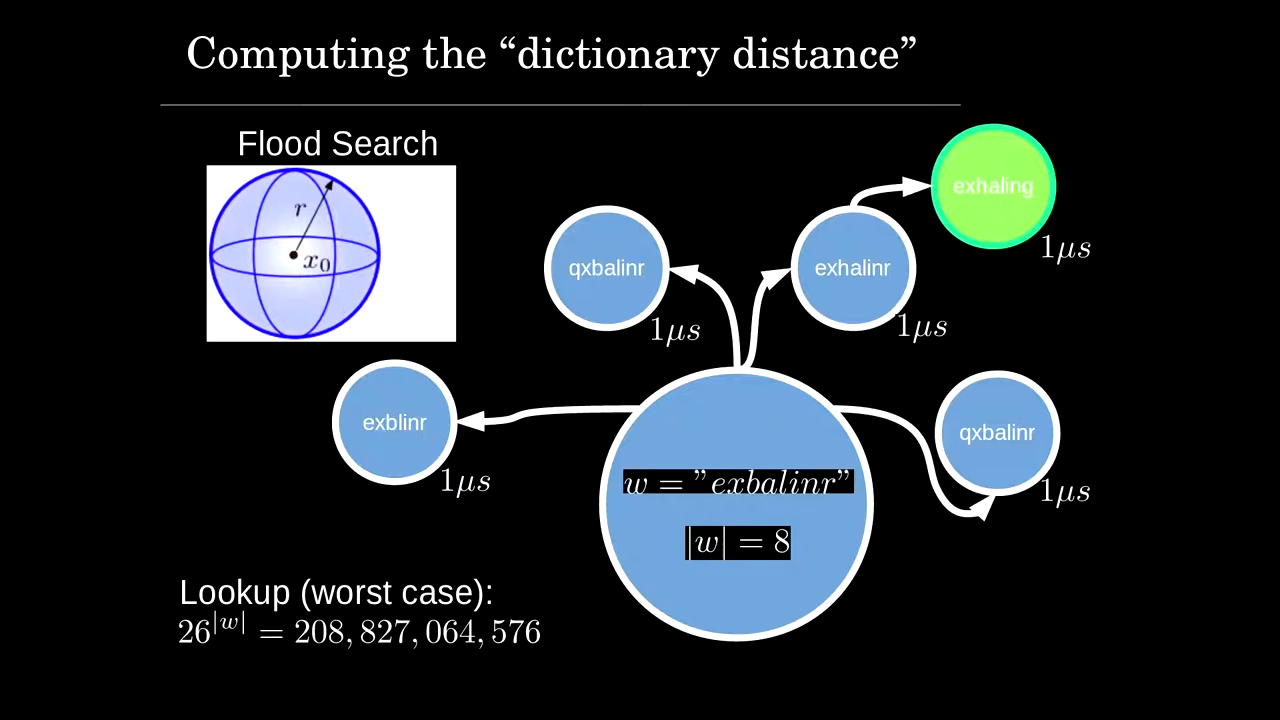 Computing the “dictionary distance”
Flood Search
r
x₀
exhaling
1μs
qxbalinr
1μs
exhalinr
1μs
exblinr
1μs
qxbalinr
1μs
w = ”exbalinr”
|w| = 8
Lookup (worst case):
26^|w| = 208, 827, 064, 576